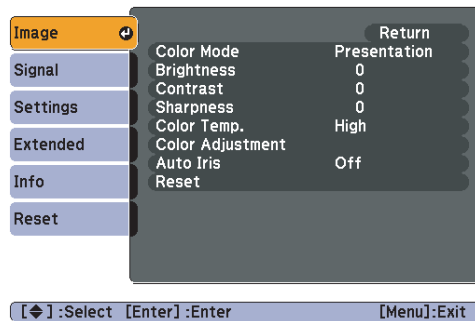 Image
Signal
Settings
Extended
Info
Reset
Return
Color Mode Presentation
Brightness 0
Contrast 0
Sharpness 0
Color Temp. High
Color Adjustment
Auto Iris Off
Reset
[◆] :Select [Enter] :Enter [Menu]:Exit